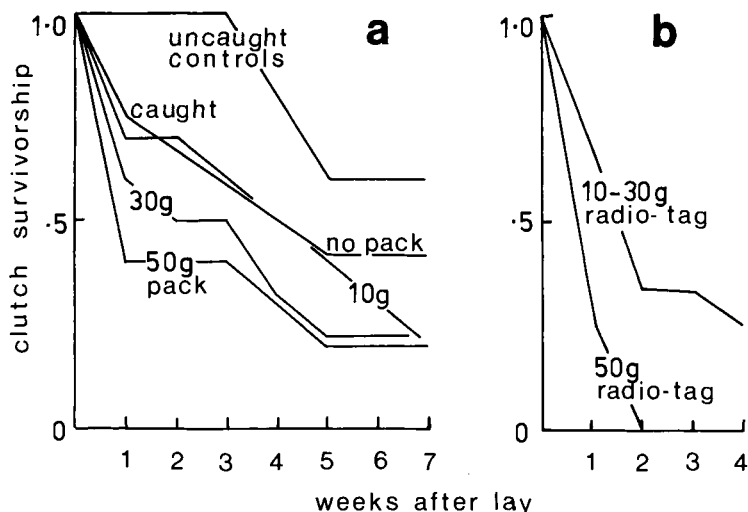 a
b
1·0
uncaught
controls
caught
30g
50g
pack
no pack
10g
·5
0
1 2 3 4 5 6 7
clutch survivorship
1·0
10-30g
radio-tag
·5
50g
radio-tag
0
1 2 3 4
weeks after lay